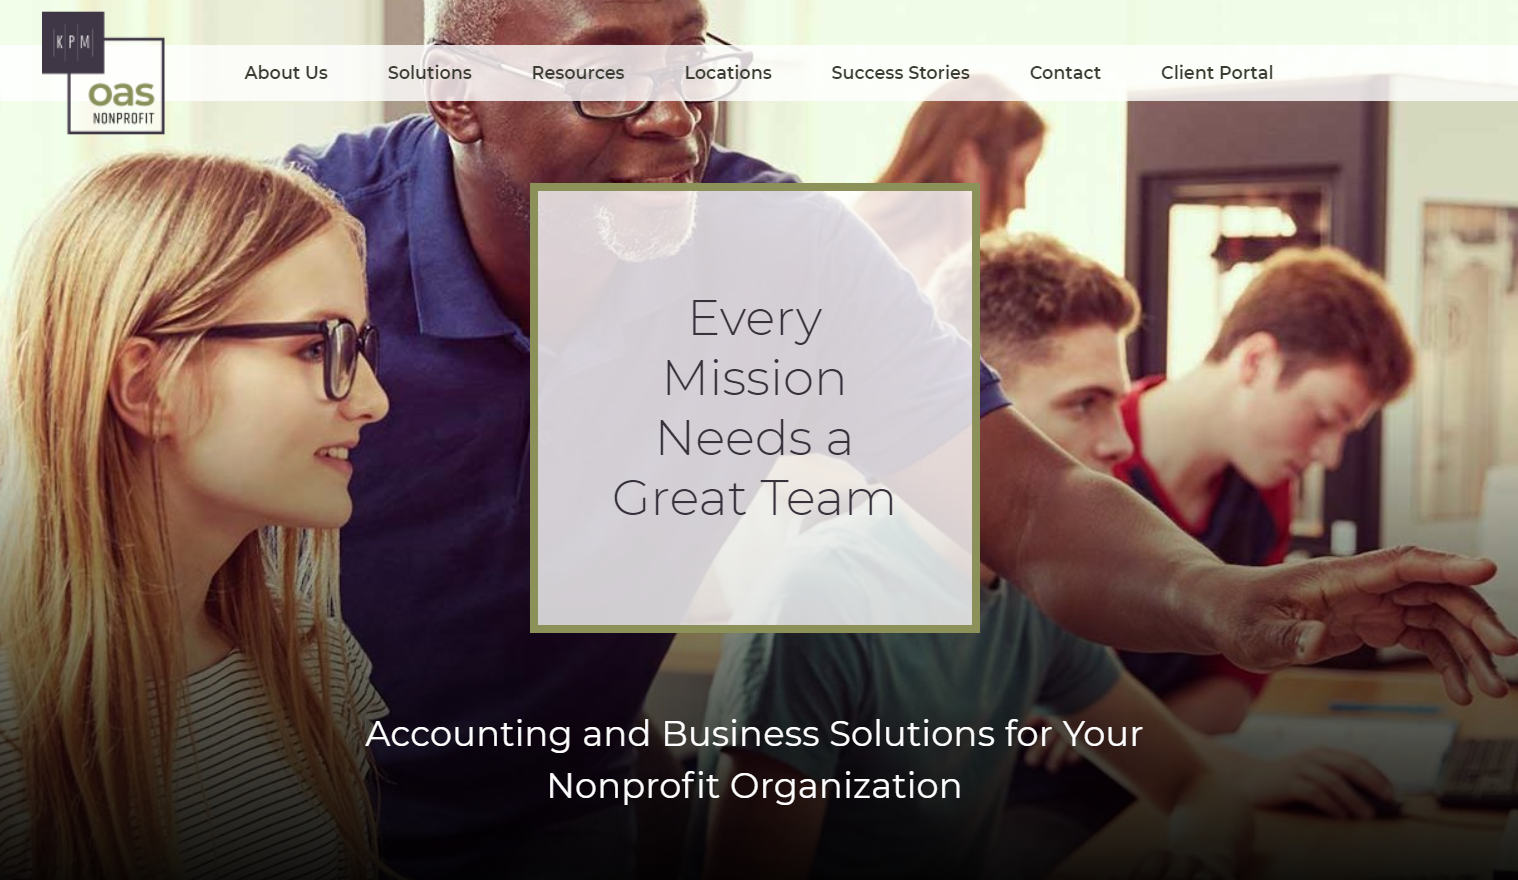 KPM
oas
NONPROFIT
About Us
Solutions
Resources
Locations
Success Stories
Contact
Client Portal
Every
Mission
Needs a
Great Team
Accounting and Business Solutions for Your
Nonprofit Organization